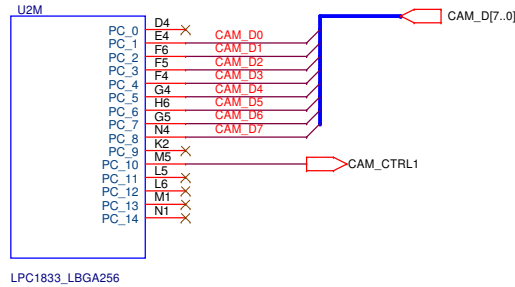 U2M
CAM_D[7..0]
PC_0 D4
PC_1 E4 CAM_D0
PC_2 F6 CAM_D1
PC_3 F5 CAM_D2
PC_4 F4 CAM_D3
PC_5 G4 CAM_D4
PC_6 H6 CAM_D5
PC_7 G5 CAM_D6
PC_8 N4 CAM_D7
PC_9 K2
PC_10 M5 CAM_CTRL1
PC_11 L5
PC_12 L6
PC_13 M1
PC_14 N1
LPC1833_LBGA256